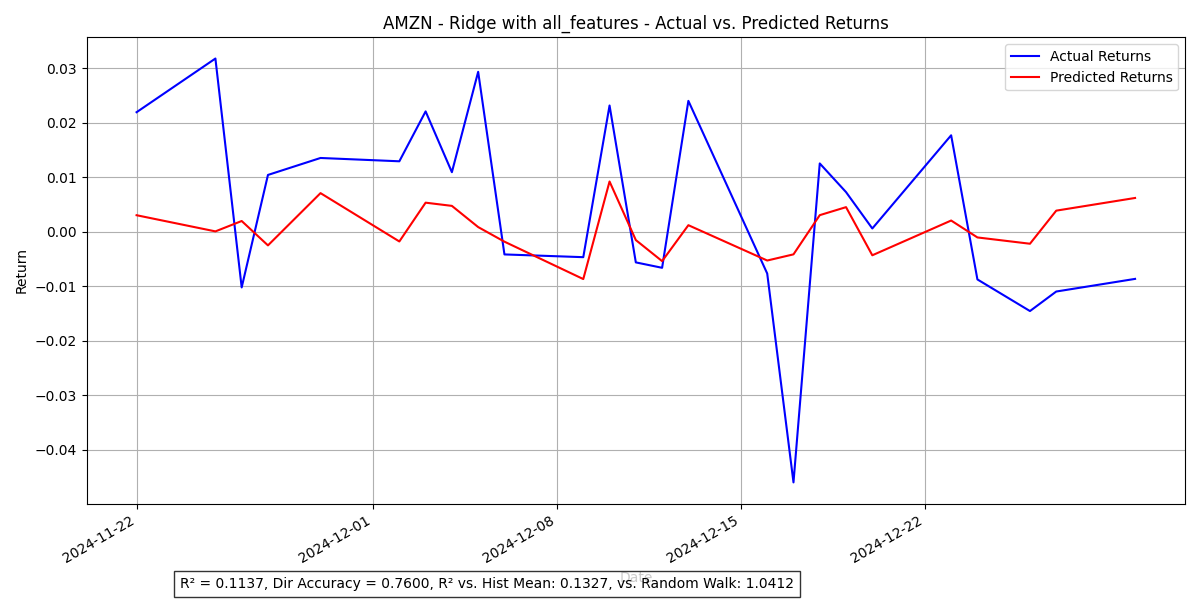 AMZN - Ridge with all_features - Actual vs. Predicted Returns
Actual Returns
Predicted Returns
0.03
0.02
0.01
0.00
−0.01
−0.02
−0.03
−0.04
Return
2024-11-22
2024-12-01
2024-12-08
2024-12-15
2024-12-22
Date
R² = 0.1137, Dir Accuracy = 0.7600, R² vs. Hist Mean: 0.1327, vs. Random Walk: 1.0412